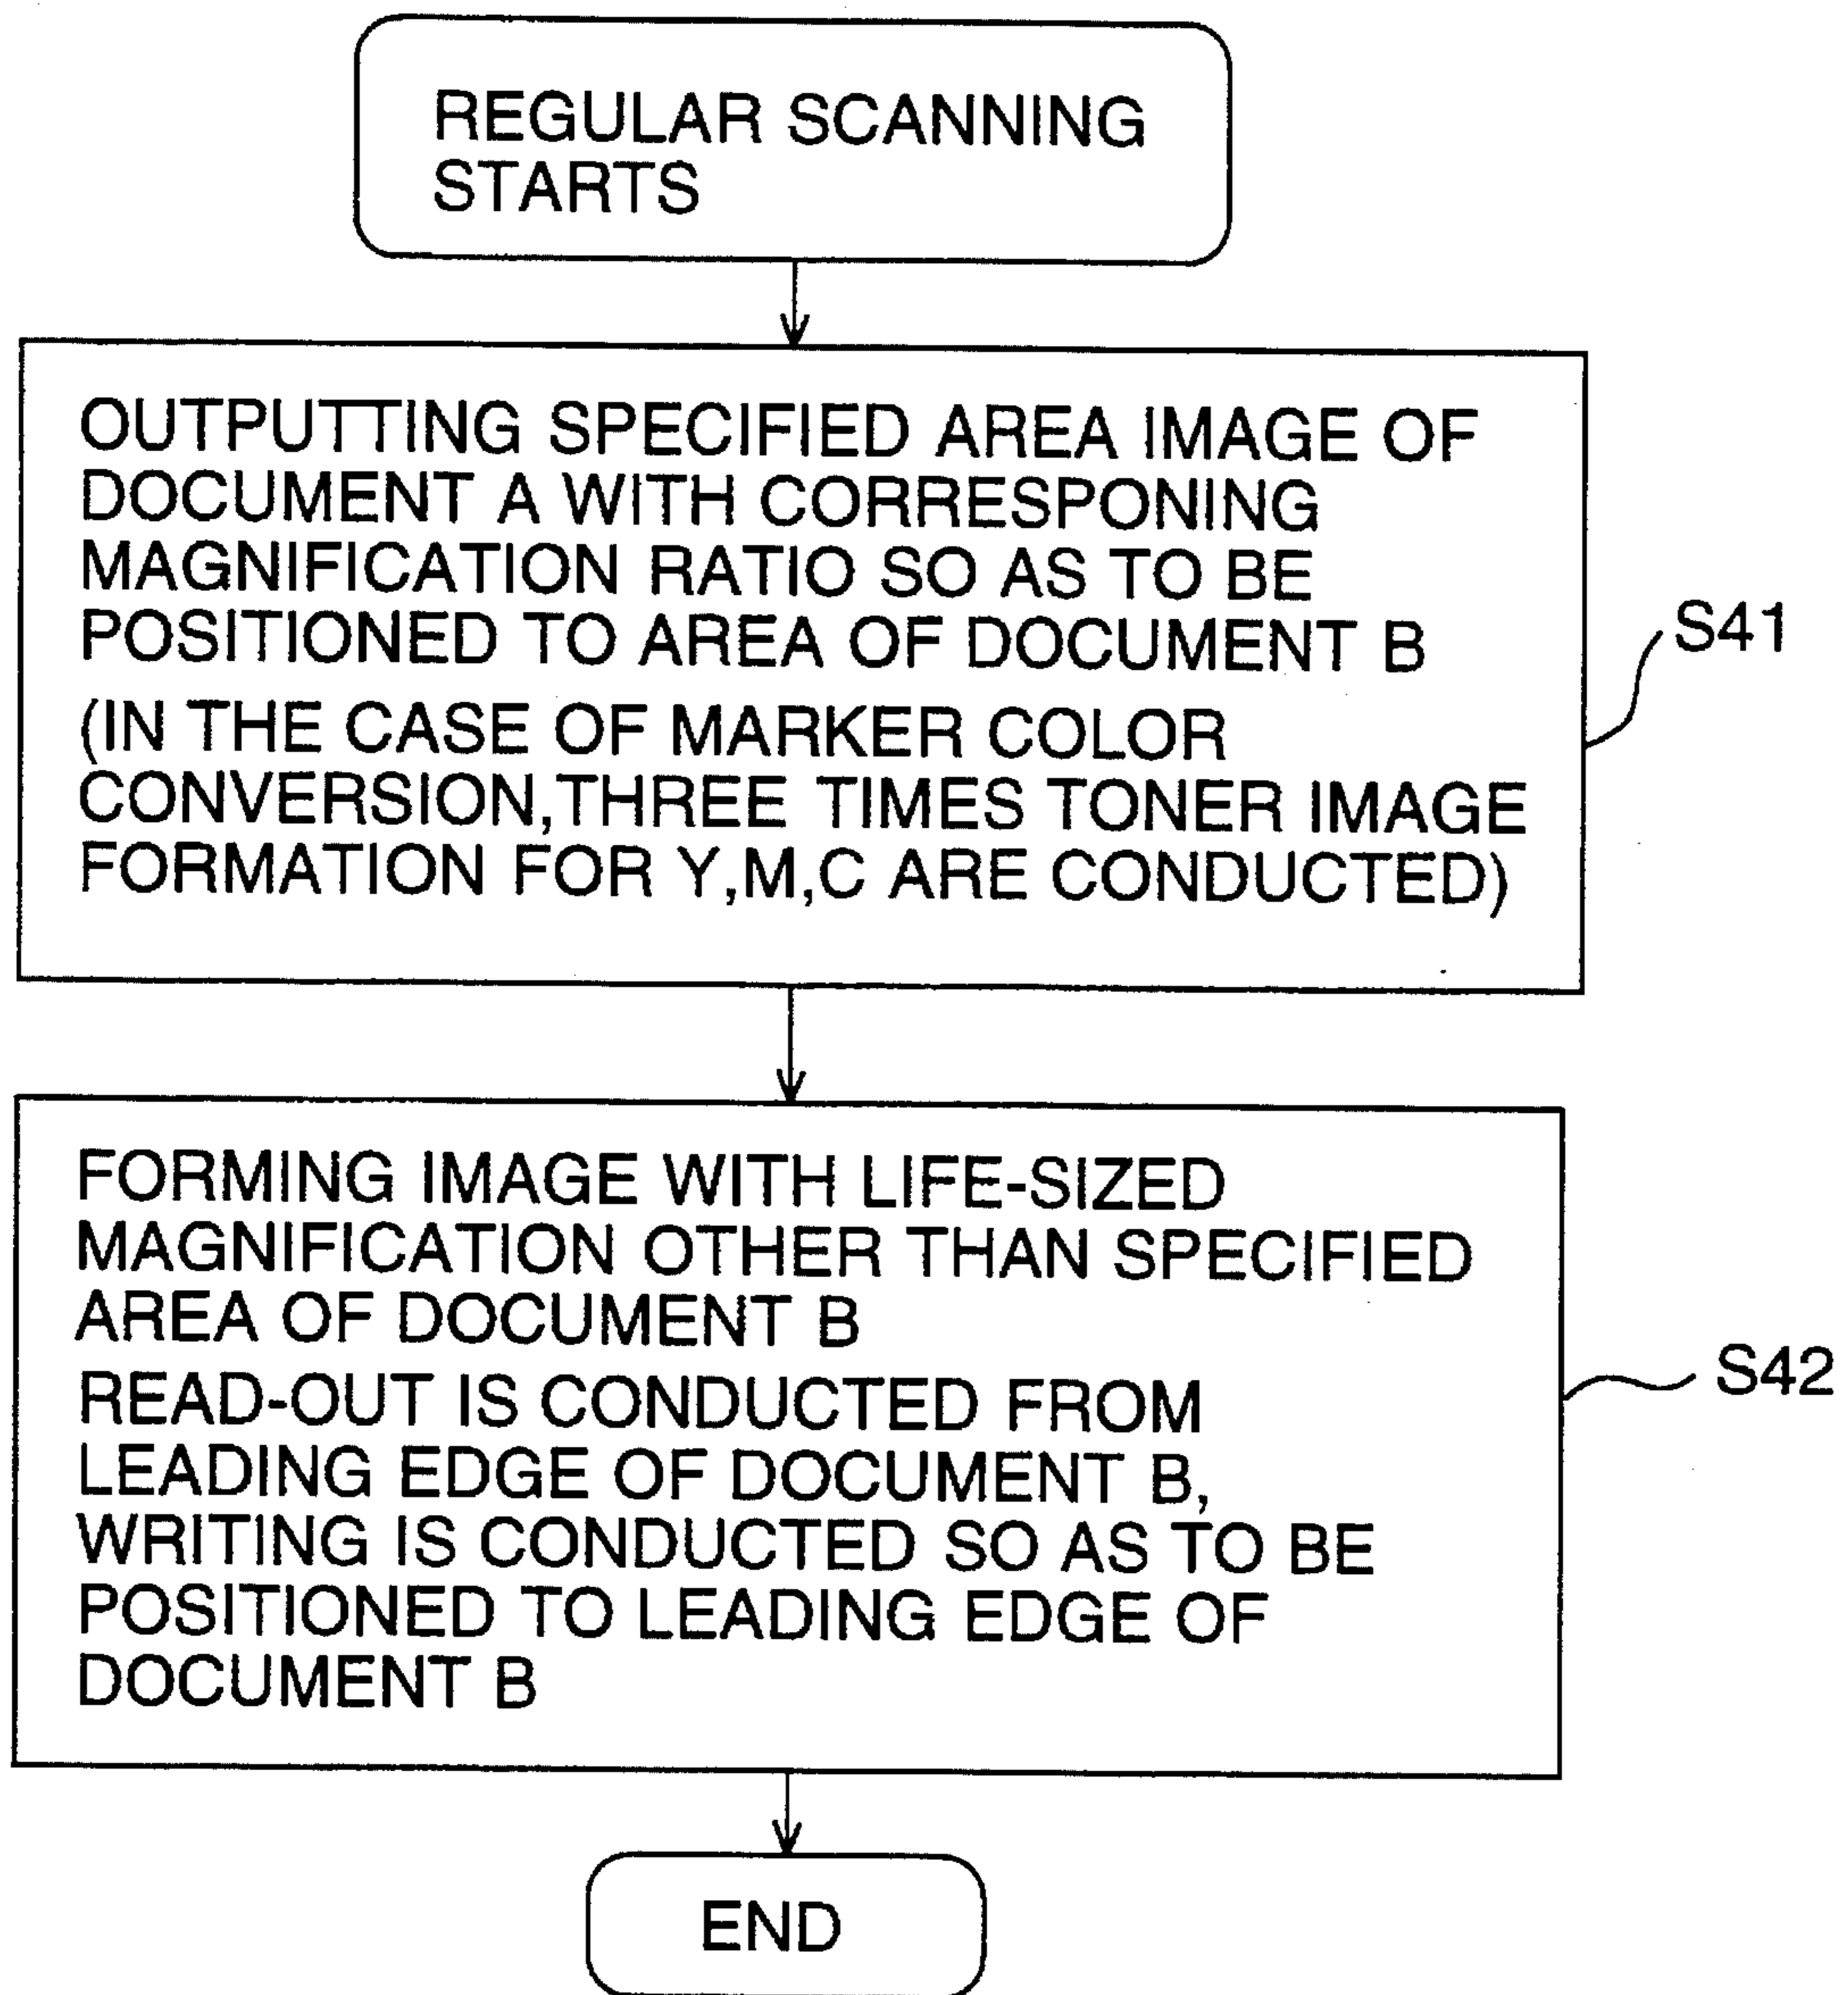 REGULAR SCANNING
STARTS
OUTPUTTING SPECIFIED AREA IMAGE OF
DOCUMENT A WITH CORRESPONING
MAGNIFICATION RATIO SO AS TO BE
POSITIONED TO AREA OF DOCUMENT B
(IN THE CASE OF MARKER COLOR
CONVERSION,THREE TIMES TONER IMAGE
FORMATION FOR Y,M,C ARE CONDUCTED)
S41
FORMING IMAGE WITH LIFE-SIZED
MAGNIFICATION OTHER THAN SPECIFIED
AREA OF DOCUMENT B
READ-OUT IS CONDUCTED FROM
LEADING EDGE OF DOCUMENT B,
WRITING IS CONDUCTED SO AS TO BE
POSITIONED TO LEADING EDGE OF
DOCUMENT B
S42
END